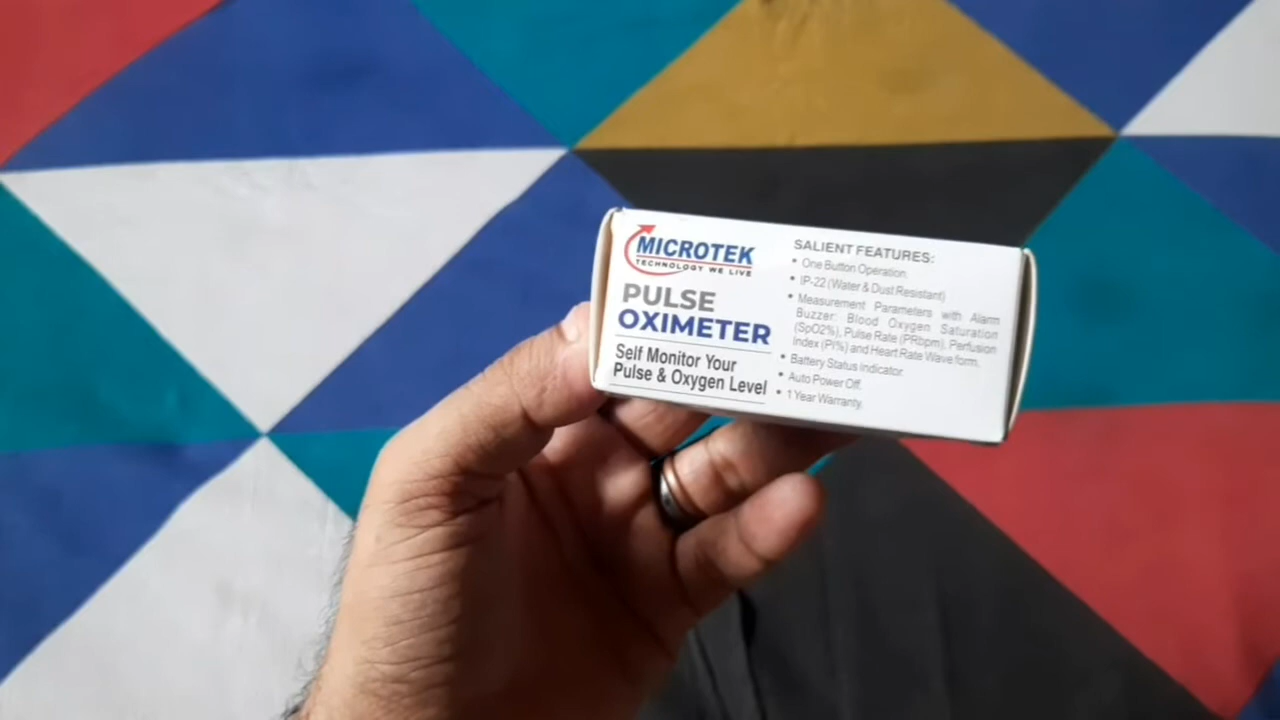 MICROTEK
TECHNOLOGY WE LIVE
PULSE
OXIMETER
Self Monitor Your
Pulse & Oxygen Level
SALIENT FEATURES:
• One Button Operation.
• IP-22 (Water & Dust Resistant)
• Measurement Parameters with Alarm
Buzzer: Blood Oxygen Saturation
(SpO2%), Pulse Rate (PRbpm), Perfusion
Index (PI%) and Heart Rate Wave form.
• Battery Status Indicator.
• Auto Power Off.
• 1 Year Warranty.